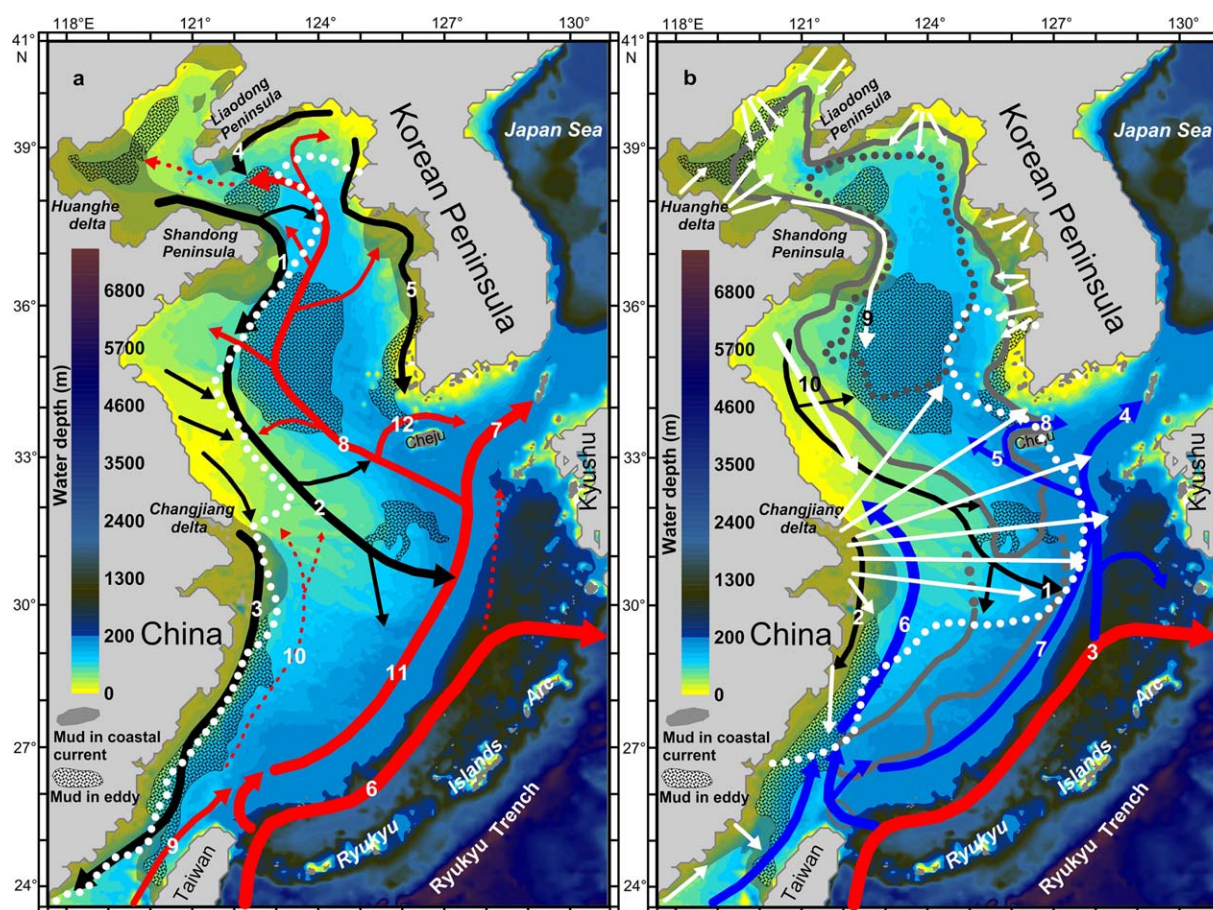 118°E 121° 124° 127° 130°
41°
N
a
Liaodong
Peninsula
Korean Peninsula
Japan Sea
39°
4
Huanghe
delta
Shandong
Peninsula
1
5
36°
Water depth (m)
6800
5700
4600
3500
2400
1300
200
0
12
Cheju
7
8
33°
Kyushu
Changjiang
delta
2
30°
3
China
10
11
Arc
27°
Mud in coastal
current
Mud in eddy
6
Islands
9
Ryukyu
Ryukyu Trench
Taiwan
24°
118°E 121° 124° 127° 130°
41°
N
b
Liaodong
Peninsula
Korean Peninsula
Japan Sea
39°
Huanghe
delta
Shandong
Peninsula
36°
9
Water depth (m)
6800
5700
4600
3500
2400
1300
200
0
10
8
4
Cheju
5
33°
Kyushu
Changjiang
delta
1
30°
2
6
China
7
3
Arc
27°
Mud in coastal
current
Mud in eddy
Islands
Ryukyu
Ryukyu Trench
Taiwan
24°